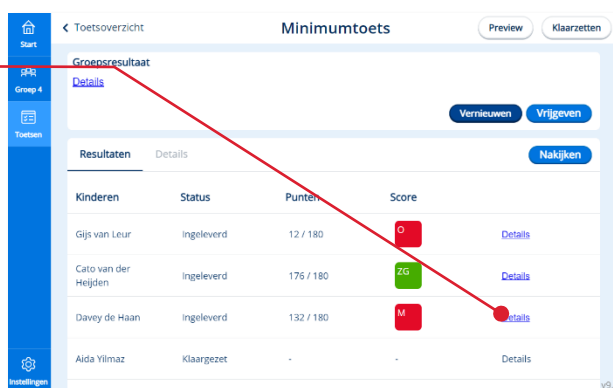 Start
Groep 4
Toetsen
Instellingen
Toetsoverzicht
Minimumtoets
Preview
Klaarzetten
Groepsresultaat
Details
Vernieuwen
Vrijgeven
Resultaten
Details
Nakijken
Kinderen Status Punten Score
Gijs van Leur Ingeleverd 12 / 180 O Details
Cato van der
Heijden Ingeleverd 176 / 180 ZG Details
Davey de Haan Ingeleverd 132 / 180 M Details
Aida Yilmaz Klaargezet - - Details